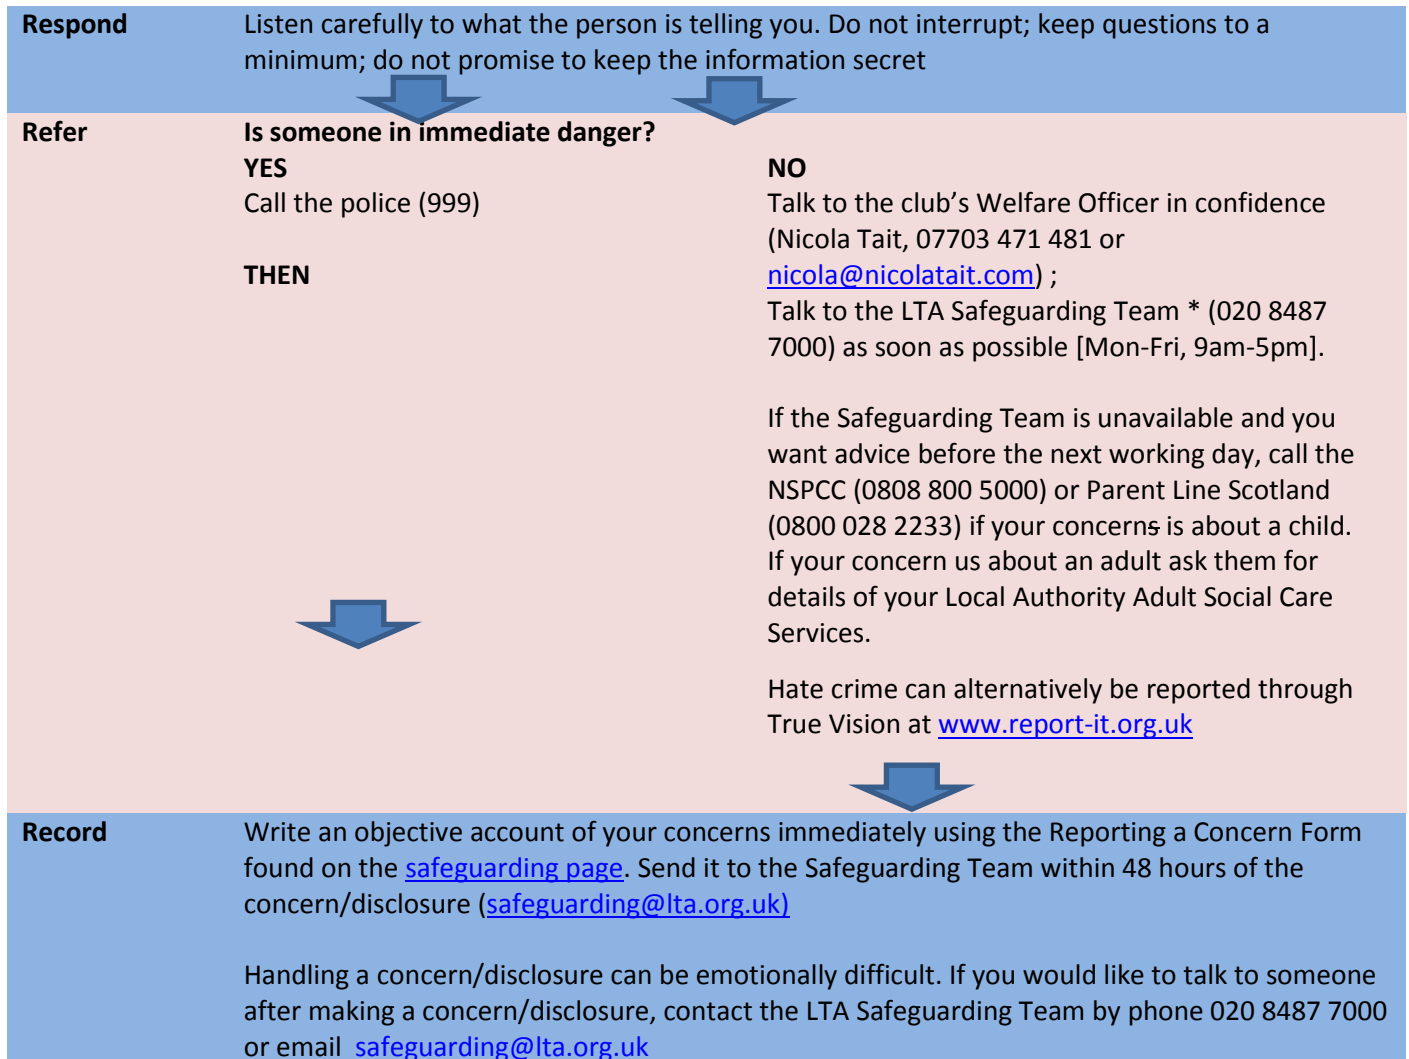 Respond
Listen carefully to what the person is telling you. Do not interrupt; keep questions to a
minimum; do not promise to keep the information secret
Refer
Is someone in immediate danger?
YES
Call the police (999)
THEN
NO
Talk to the club’s Welfare Officer in confidence
(Nicola Tait, 07703 471 481 or
nicola@nicolatait.com) ;
Talk to the LTA Safeguarding Team * (020 8487
7000) as soon as possible [Mon-Fri, 9am-5pm].
If the Safeguarding Team is unavailable and you
want advice before the next working day, call the
NSPCC (0808 800 5000) or Parent Line Scotland
(0800 028 2233) if your concerns is about a child.
If your concern us about an adult ask them for
details of your Local Authority Adult Social Care
Services.
Hate crime can alternatively be reported through
True Vision at www.report-it.org.uk
Record
Write an objective account of your concerns immediately using the Reporting a Concern Form
found on the safeguarding page. Send it to the Safeguarding Team within 48 hours of the
concern/disclosure (safeguarding@lta.org.uk)
Handling a concern/disclosure can be emotionally difficult. If you would like to talk to someone
after making a concern/disclosure, contact the LTA Safeguarding Team by phone 020 8487 7000
or email safeguarding@lta.org.uk